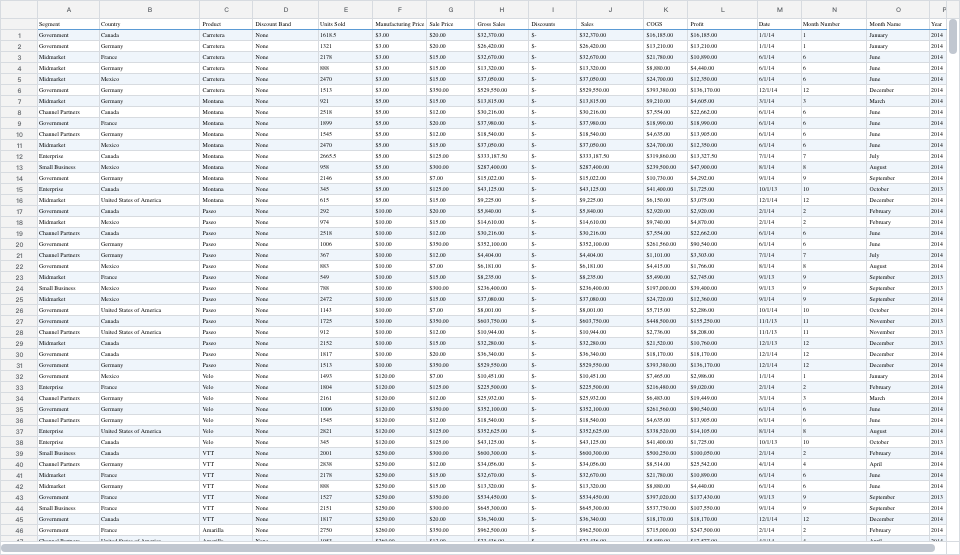 A B C D E F G H I J K L M N O P
Segment Country Product Discount Band Units Sold Manufacturing Price Sale Price Gross Sales Discounts Sales COGS Profit Date Month Number Month Name Year
1 Government Canada Carretera None 1618.5 $3.00 $20.00 $32,370.00 $- $32,370.00 $16,185.00 $16,185.00 1/1/14 1 January 2014
2 Government Germany Carretera None 1321 $3.00 $20.00 $26,420.00 $- $26,420.00 $13,210.00 $13,210.00 1/1/14 1 January 2014
3 Midmarket France Carretera None 2178 $3.00 $15.00 $32,670.00 $- $32,670.00 $21,780.00 $10,890.00 6/1/14 6 June 2014
4 Midmarket Germany Carretera None 888 $3.00 $15.00 $13,320.00 $- $13,320.00 $8,880.00 $4,440.00 6/1/14 6 June 2014
5 Midmarket Mexico Carretera None 2470 $3.00 $15.00 $37,050.00 $- $37,050.00 $24,700.00 $12,350.00 6/1/14 6 June 2014
6 Government Germany Carretera None 1513 $3.00 $350.00 $529,550.00 $- $529,550.00 $393,380.00 $136,170.00 12/1/14 12 December 2014
7 Midmarket Germany Montana None 921 $5.00 $15.00 $13,815.00 $- $13,815.00 $9,210.00 $4,605.00 3/1/14 3 March 2014
8 Channel Partners Canada Montana None 2518 $5.00 $12.00 $30,216.00 $- $30,216.00 $7,554.00 $22,662.00 6/1/14 6 June 2014
9 Government France Montana None 1899 $5.00 $20.00 $37,980.00 $- $37,980.00 $18,990.00 $18,990.00 6/1/14 6 June 2014
10 Channel Partners Germany Montana None 1545 $5.00 $12.00 $18,540.00 $- $18,540.00 $4,635.00 $13,905.00 6/1/14 6 June 2014
11 Midmarket Mexico Montana None 2470 $5.00 $15.00 $37,050.00 $- $37,050.00 $24,700.00 $12,350.00 6/1/14 6 June 2014
12 Enterprise Canada Montana None 2665.5 $5.00 $125.00 $333,187.50 $- $333,187.50 $319,860.00 $13,327.50 7/1/14 7 July 2014
13 Small Business Mexico Montana None 958 $5.00 $300.00 $287,400.00 $- $287,400.00 $239,500.00 $47,900.00 8/1/14 8 August 2014
14 Government Germany Montana None 2146 $5.00 $7.00 $15,022.00 $- $15,022.00 $10,730.00 $4,292.00 9/1/14 9 September 2014
15 Enterprise Canada Montana None 345 $5.00 $125.00 $43,125.00 $- $43,125.00 $41,400.00 $1,725.00 10/1/13 10 October 2013
16 Midmarket United States of America Montana None 615 $5.00 $15.00 $9,225.00 $- $9,225.00 $6,150.00 $3,075.00 12/1/14 12 December 2014
17 Government Canada Paseo None 292 $10.00 $20.00 $5,840.00 $- $5,840.00 $2,920.00 $2,920.00 2/1/14 2 February 2014
18 Midmarket Mexico Paseo None 974 $10.00 $15.00 $14,610.00 $- $14,610.00 $9,740.00 $4,870.00 2/1/14 2 February 2014
19 Channel Partners Canada Paseo None 2518 $10.00 $12.00 $30,216.00 $- $30,216.00 $7,554.00 $22,662.00 6/1/14 6 June 2014
20 Government Germany Paseo None 1006 $10.00 $350.00 $352,100.00 $- $352,100.00 $261,560.00 $90,540.00 6/1/14 6 June 2014
21 Channel Partners Germany Paseo None 367 $10.00 $12.00 $4,404.00 $- $4,404.00 $1,101.00 $3,303.00 7/1/14 7 July 2014
22 Government Mexico Paseo None 883 $10.00 $7.00 $6,181.00 $- $6,181.00 $4,415.00 $1,766.00 8/1/14 8 August 2014
23 Midmarket France Paseo None 549 $10.00 $15.00 $8,235.00 $- $8,235.00 $5,490.00 $2,745.00 9/1/13 9 September 2013
24 Small Business Mexico Paseo None 788 $10.00 $300.00 $236,400.00 $- $236,400.00 $197,000.00 $39,400.00 9/1/13 9 September 2013
25 Midmarket Mexico Paseo None 2472 $10.00 $15.00 $37,080.00 $- $37,080.00 $24,720.00 $12,360.00 9/1/14 9 September 2014
26 Government United States of America Paseo None 1143 $10.00 $7.00 $8,001.00 $- $8,001.00 $5,715.00 $2,286.00 10/1/14 10 October 2014
27 Government Canada Paseo None 1725 $10.00 $350.00 $603,750.00 $- $603,750.00 $448,500.00 $155,250.00 11/1/13 11 November 2013
28 Channel Partners United States of America Paseo None 912 $10.00 $12.00 $10,944.00 $- $10,944.00 $2,736.00 $8,208.00 11/1/13 11 November 2013
29 Midmarket Canada Paseo None 2152 $10.00 $15.00 $32,280.00 $- $32,280.00 $21,520.00 $10,760.00 12/1/13 12 December 2013
30 Government Canada Paseo None 1817 $10.00 $20.00 $36,340.00 $- $36,340.00 $18,170.00 $18,170.00 12/1/14 12 December 2014
31 Government Germany Paseo None 1513 $10.00 $350.00 $529,550.00 $- $529,550.00 $393,380.00 $136,170.00 12/1/14 12 December 2014
32 Government Mexico Velo None 1493 $120.00 $7.00 $10,451.00 $- $10,451.00 $7,465.00 $2,986.00 1/1/14 1 January 2014
33 Enterprise France Velo None 1804 $120.00 $125.00 $225,500.00 $- $225,500.00 $216,480.00 $9,020.00 2/1/14 2 February 2014
34 Channel Partners Germany Velo None 2161 $120.00 $12.00 $25,932.00 $- $25,932.00 $6,483.00 $19,449.00 3/1/14 3 March 2014
35 Government Germany Velo None 1006 $120.00 $350.00 $352,100.00 $- $352,100.00 $261,560.00 $90,540.00 6/1/14 6 June 2014
36 Channel Partners Germany Velo None 1545 $120.00 $12.00 $18,540.00 $- $18,540.00 $4,635.00 $13,905.00 6/1/14 6 June 2014
37 Enterprise United States of America Velo None 2821 $120.00 $125.00 $352,625.00 $- $352,625.00 $338,520.00 $14,105.00 8/1/14 8 August 2014
38 Enterprise Canada Velo None 345 $120.00 $125.00 $43,125.00 $- $43,125.00 $41,400.00 $1,725.00 10/1/13 10 October 2013
39 Small Business Canada VTT None 2001 $250.00 $300.00 $600,300.00 $- $600,300.00 $500,250.00 $100,050.00 2/1/14 2 February 2014
40 Channel Partners Germany VTT None 2838 $250.00 $12.00 $34,056.00 $- $34,056.00 $8,514.00 $25,542.00 4/1/14 4 April 2014
41 Midmarket France VTT None 2178 $250.00 $15.00 $32,670.00 $- $32,670.00 $21,780.00 $10,890.00 6/1/14 6 June 2014
42 Midmarket Germany VTT None 888 $250.00 $15.00 $13,320.00 $- $13,320.00 $8,880.00 $4,440.00 6/1/14 6 June 2014
43 Government France VTT None 1527 $250.00 $350.00 $534,450.00 $- $534,450.00 $397,020.00 $137,430.00 9/1/13 9 September 2013
44 Small Business France VTT None 2151 $250.00 $300.00 $645,300.00 $- $645,300.00 $537,750.00 $107,550.00 9/1/14 9 September 2014
45 Government Canada VTT None 1817 $250.00 $20.00 $36,340.00 $- $36,340.00 $18,170.00 $18,170.00 12/1/14 12 December 2014
46 Government France Amarilla None 2750 $260.00 $350.00 $962,500.00 $- $962,500.00 $715,000.00 $247,500.00 2/1/14 2 February 2014